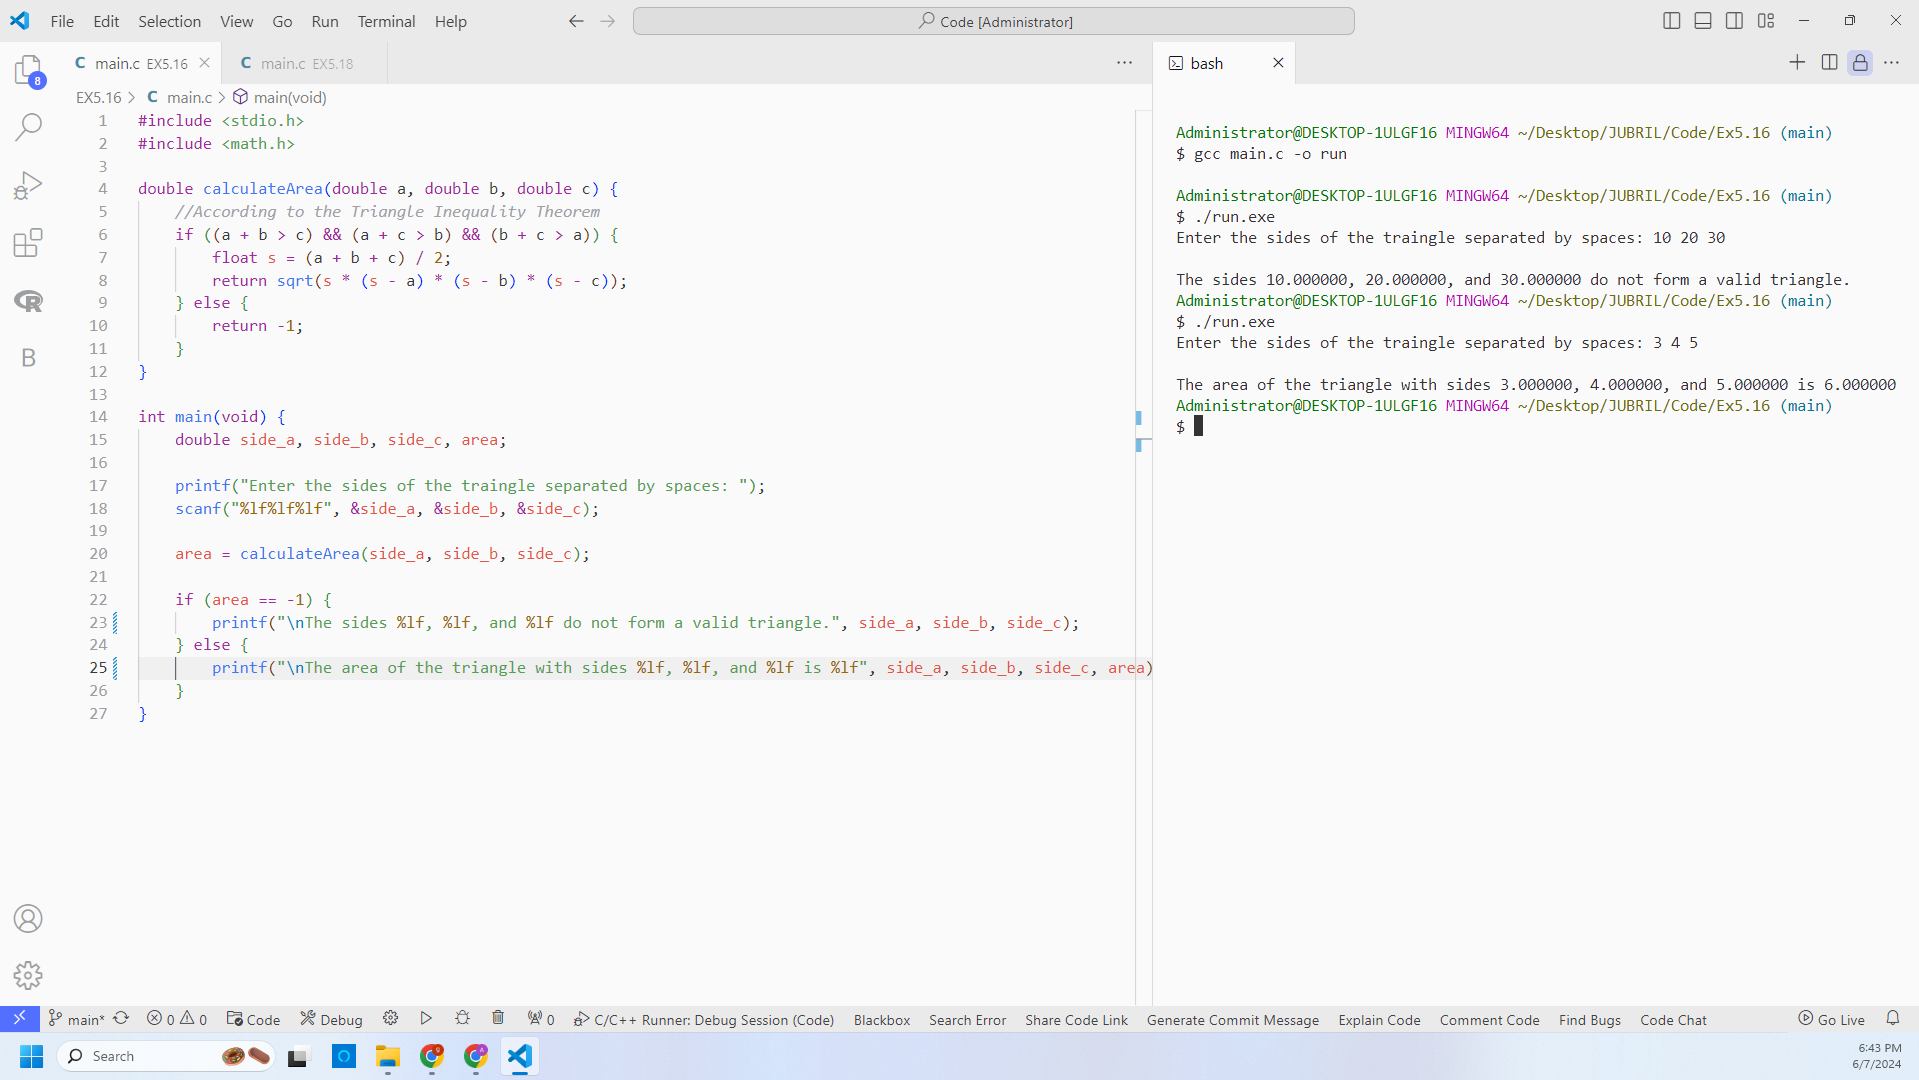 File Edit Selection View Go Run Terminal Help
Code [Administrator]
main.c EX5.16
main.c EX5.18
bash
8
EX5.16 > C main.c > main(void)
1 #include <stdio.h>
2 #include <math.h>
3
4 double calculateArea(double a, double b, double c) {
5 //According to the Triangle Inequality Theorem
6 if ((a + b > c) && (a + c > b) && (b + c > a)) {
7 float s = (a + b + c) / 2;
8 return sqrt(s * (s - a) * (s - b) * (s - c));
9 } else {
10 return -1;
11 }
12 }
13
14 int main(void) {
15 double side_a, side_b, side_c, area;
16
17 printf("Enter the sides of the traingle separated by spaces: ");
18 scanf("%lf%lf%lf", &side_a, &side_b, &side_c);
19
20 area = calculateArea(side_a, side_b, side_c);
21
22 if (area == -1) {
23 printf("\nThe sides %lf, %lf, and %lf do not form a valid triangle.", side_a, side_b, side_c);
24 } else {
25 printf("\nThe area of the triangle with sides %lf, %lf, and %lf is %lf", side_a, side_b, side_c, area)
26 }
27 }
Administrator@DESKTOP-1ULGF16 MINGW64 ~/Desktop/JUBRIL/Code/Ex5.16 (main)
$ gcc main.c -o run
Administrator@DESKTOP-1ULGF16 MINGW64 ~/Desktop/JUBRIL/Code/Ex5.16 (main)
$ ./run.exe
Enter the sides of the traingle separated by spaces: 10 20 30
The sides 10.000000, 20.000000, and 30.000000 do not form a valid triangle.
Administrator@DESKTOP-1ULGF16 MINGW64 ~/Desktop/JUBRIL/Code/Ex5.16 (main)
$ ./run.exe
Enter the sides of the traingle separated by spaces: 3 4 5
The area of the triangle with sides 3.000000, 4.000000, and 5.000000 is 6.000000
Administrator@DESKTOP-1ULGF16 MINGW64 ~/Desktop/JUBRIL/Code/Ex5.16 (main)
$
R
B
main* 0 0 Code Debug 0 C/C++ Runner: Debug Session (Code) Blackbox Search Error Share Code Link Generate Commit Message Explain Code Comment Code Find Bugs Code Chat Go Live
Search
6:43 PM
6/7/2024